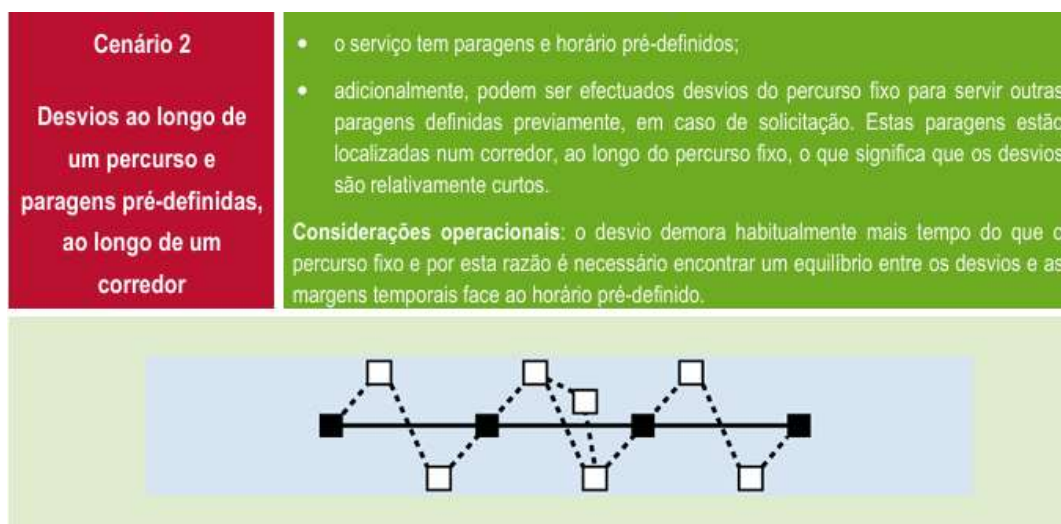 Cenário 2
Desvios ao longo de
um percurso e
paragens pré-definidas,
ao longo de um
corredor
• o serviço tem paragens e horário pré-definidos;
• adicionalmente, podem ser efectuados desvios do percurso fixo para servir outras
paragens definidas previamente, em caso de solicitação. Estas paragens estão
localizadas num corredor, ao longo do percurso fixo, o que significa que os desvios
são relativamente curtos.
Considerações operacionais: o desvio demora habitualmente mais tempo do que o
percurso fixo e por esta razão é necessário encontrar um equilíbrio entre os desvios e as
margens temporais face ao horário pré-definido.